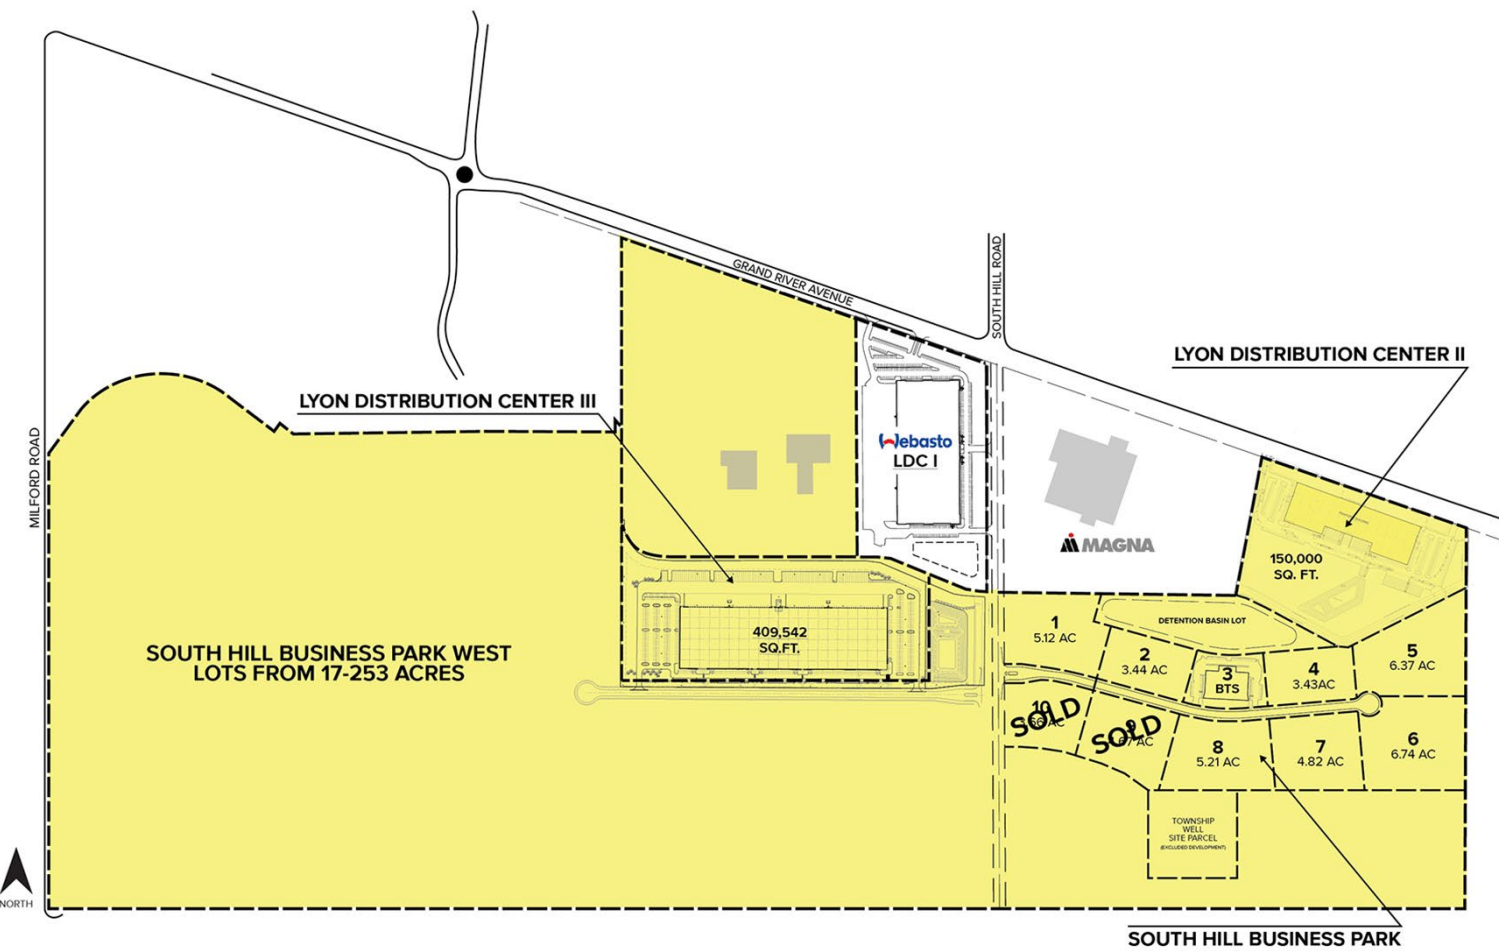 GRAND RIVER AVENUE
SOUTH HILL ROAD
LYON DISTRIBUTION CENTER II
LYON DISTRIBUTION CENTER III
MILFORD ROAD
Webasto
LDC I
MAGNA
150,000
SQ. FT.
1
5.12 AC
DETENTION BASIN LOT
409,542
SQ.FT.
SOUTH HILL BUSINESS PARK WEST
LOTS FROM 17-253 ACRES
2
3.44 AC
3
BTS
4
3.43AC
5
6.37 AC
10
SOLD
9
SOLD
8
5.21 AC
7
4.82 AC
6
6.74 AC
TOWNSHIP
WELL
SITE PARCEL
(EXCLUDED DEVELOPMENT)
NORTH
SOUTH HILL BUSINESS PARK